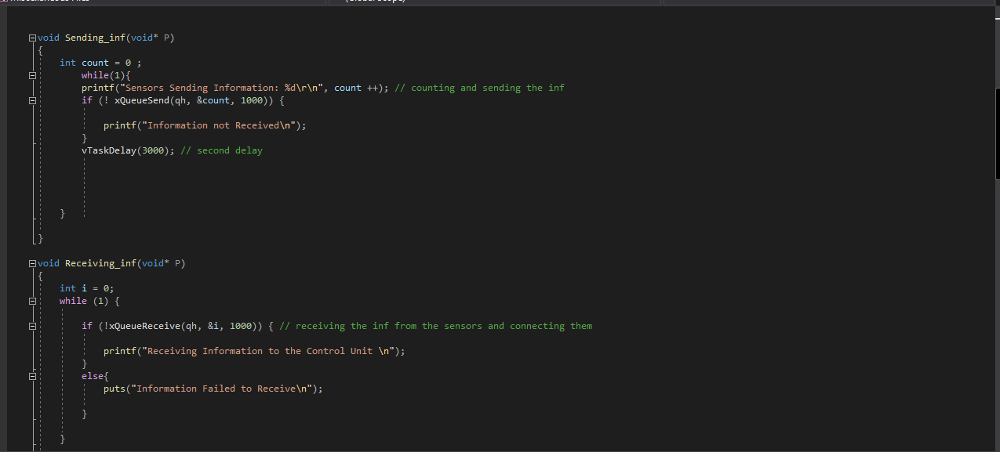 void Sending_inf(void* P)
{
int count = 0 ;
while(1){
printf("Sensors Sending Information: %d\r\n", count ++); // counting and sending the inf
if (! xQueueSend(qh, &count, 1000)) {
printf("Information not Received\n");
}
vTaskDelay(3000); // second delay
}
}
void Receiving_inf(void* P)
{
int i = 0;
while (1) {
if (!xQueueReceive(qh, &i, 1000)) { // receiving the inf from the sensors and connecting them
printf("Receiving Information to the Control Unit \n");
}
else{
puts("Information Failed to Receive\n");
}
}